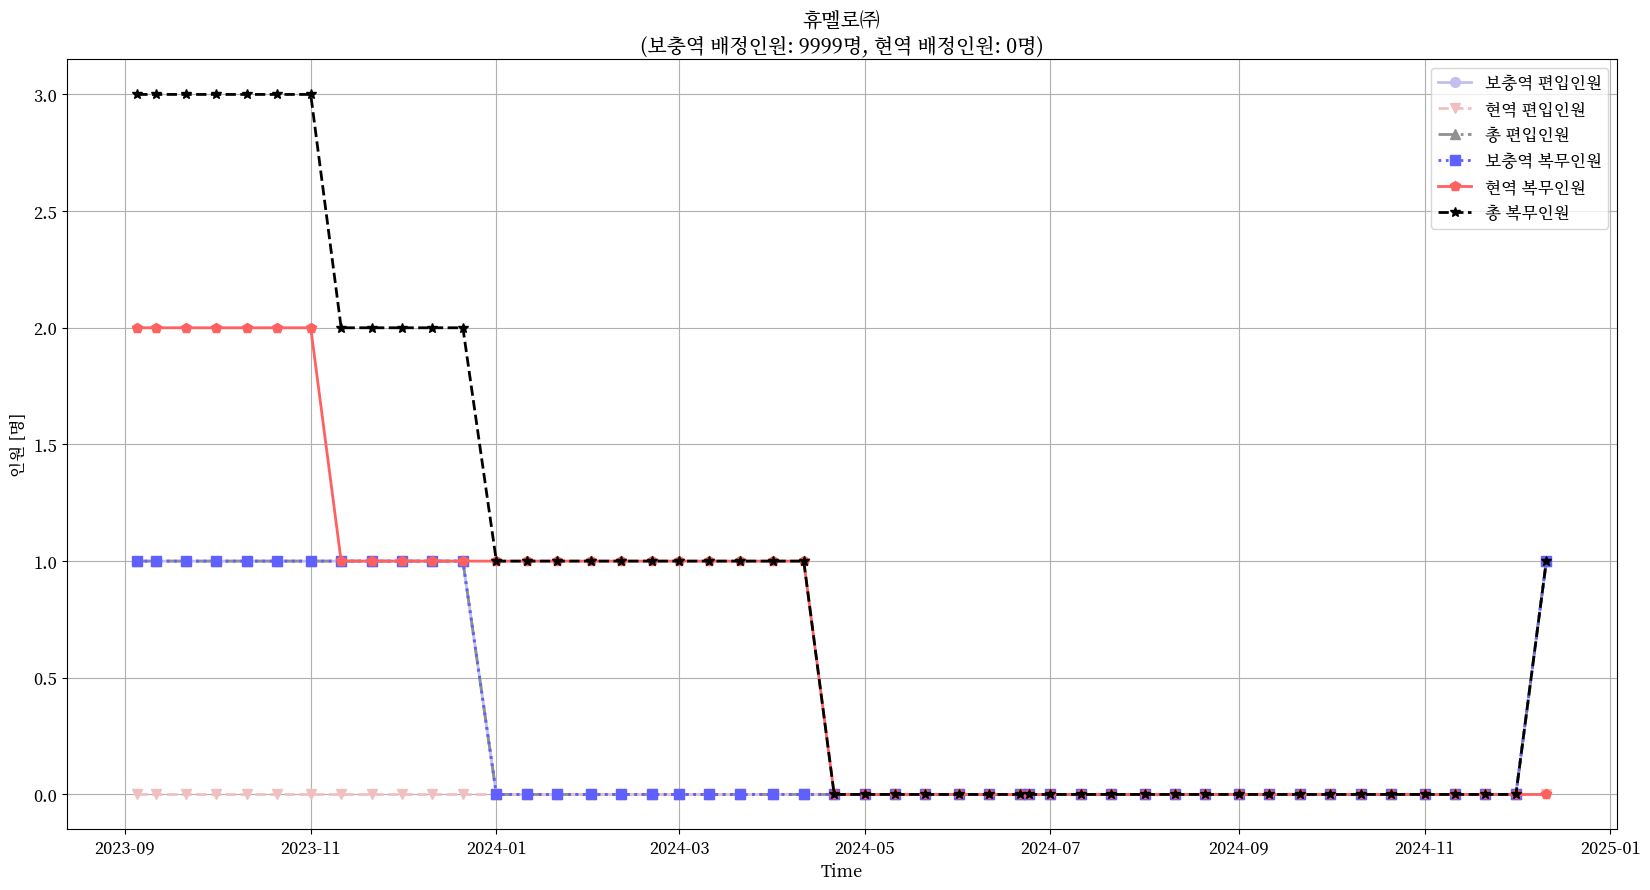 휴멜로㈜
(보충역 배정인원: 9999명, 현역 배정인원: 0명)
보충역 편입인원
현역 편입인원
총 편입인원
보충역 복무인원
현역 복무인원
총 복무인원
인원 [명]
3.0
2.5
2.0
1.5
1.0
0.5
0.0
2023-09
2023-11
2024-01
2024-03
2024-05
2024-07
2024-09
2024-11
2025-01
Time